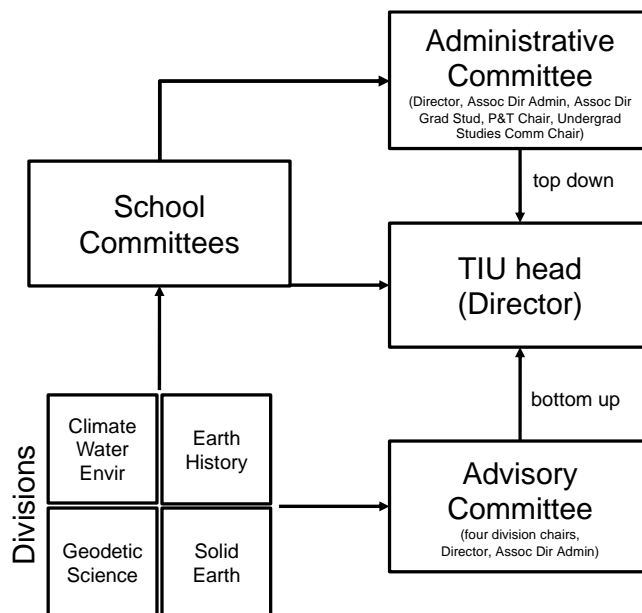 Administrative
Committee
(Director, Assoc Dir Admin, Assoc Dir
Grad Stud, P&T Chair, Undergrad
Studies Comm Chair)
top down
School
Committees
TIU head
(Director)
bottom up
Divisions
Climate
Water
Envir
Earth
History
Geodetic
Science
Solid
Earth
Advisory
Committee
(four division chairs,
Director, Assoc Dir Admin)